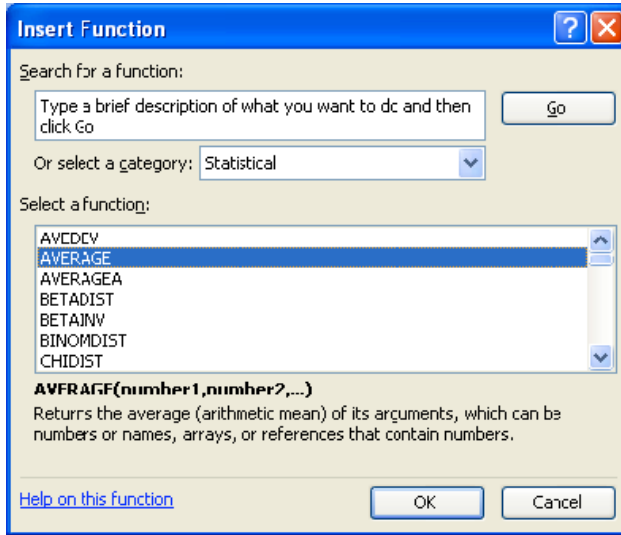 Insert Function
Search for a function:
Type a brief description of what you want to do and then
click Go
Go
Or select a category: Statistical
Select a function:
AVEDEV
AVERAGE
AVERAGEA
BETADIST
BETAINV
BINOMDIST
CHIDIST
AVERAGE(number1,number2,...)
Returns the average (arithmetic mean) of its arguments, which can be
numbers or names, arrays, or references that contain numbers.
Help on this function
OK
Cancel